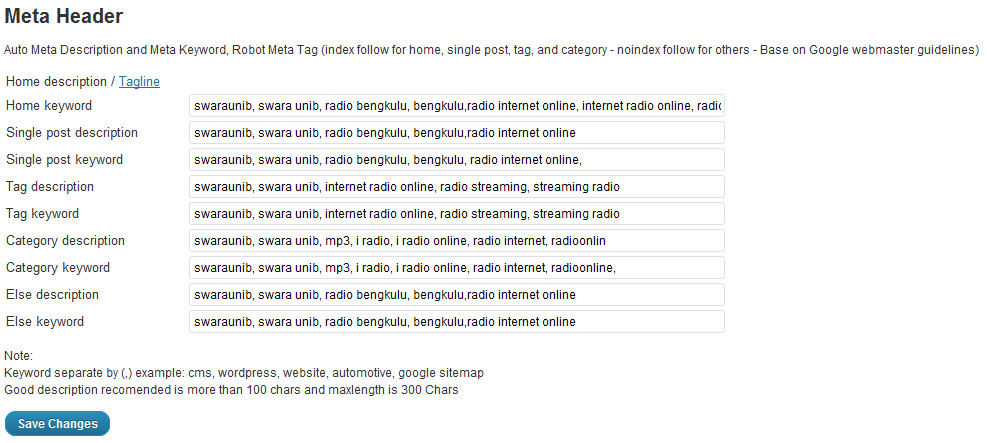 Meta Header
Auto Meta Description and Meta Keyword, Robot Meta Tag (index follow for home, single post, tag, and category - noindex follow for others - Base on Google webmaster guidelines)
Home description / Tagline
Home keyword swaraunib, swara unib, radio bengkulu, bengkulu,radio internet online, internet radio online, radio
Single post description swaraunib, swara unib, radio bengkulu, bengkulu,radio internet online
Single post keyword swaraunib, swara unib, radio bengkulu, bengkulu, radio internet online,
Tag description swaraunib, swara unib, internet radio online, radio streaming, streaming radio
Tag keyword swaraunib, swara unib, internet radio online, radio streaming, streaming radio
Category description swaraunib, swara unib, mp3, i radio, i radio online, radio internet, radioonlin
Category keyword swaraunib, swara unib, mp3, i radio, i radio online, radio internet, radioonline,
Else description swaraunib, swara unib, radio bengkulu, bengkulu,radio internet online
Else keyword swaraunib, swara unib, radio bengkulu, bengkulu,radio internet online
Note:
Keyword separate by (,) example: cms, wordpress, website, automotive, google sitemap
Good description recomended is more than 100 chars and maxlength is 300 Chars
Save Changes